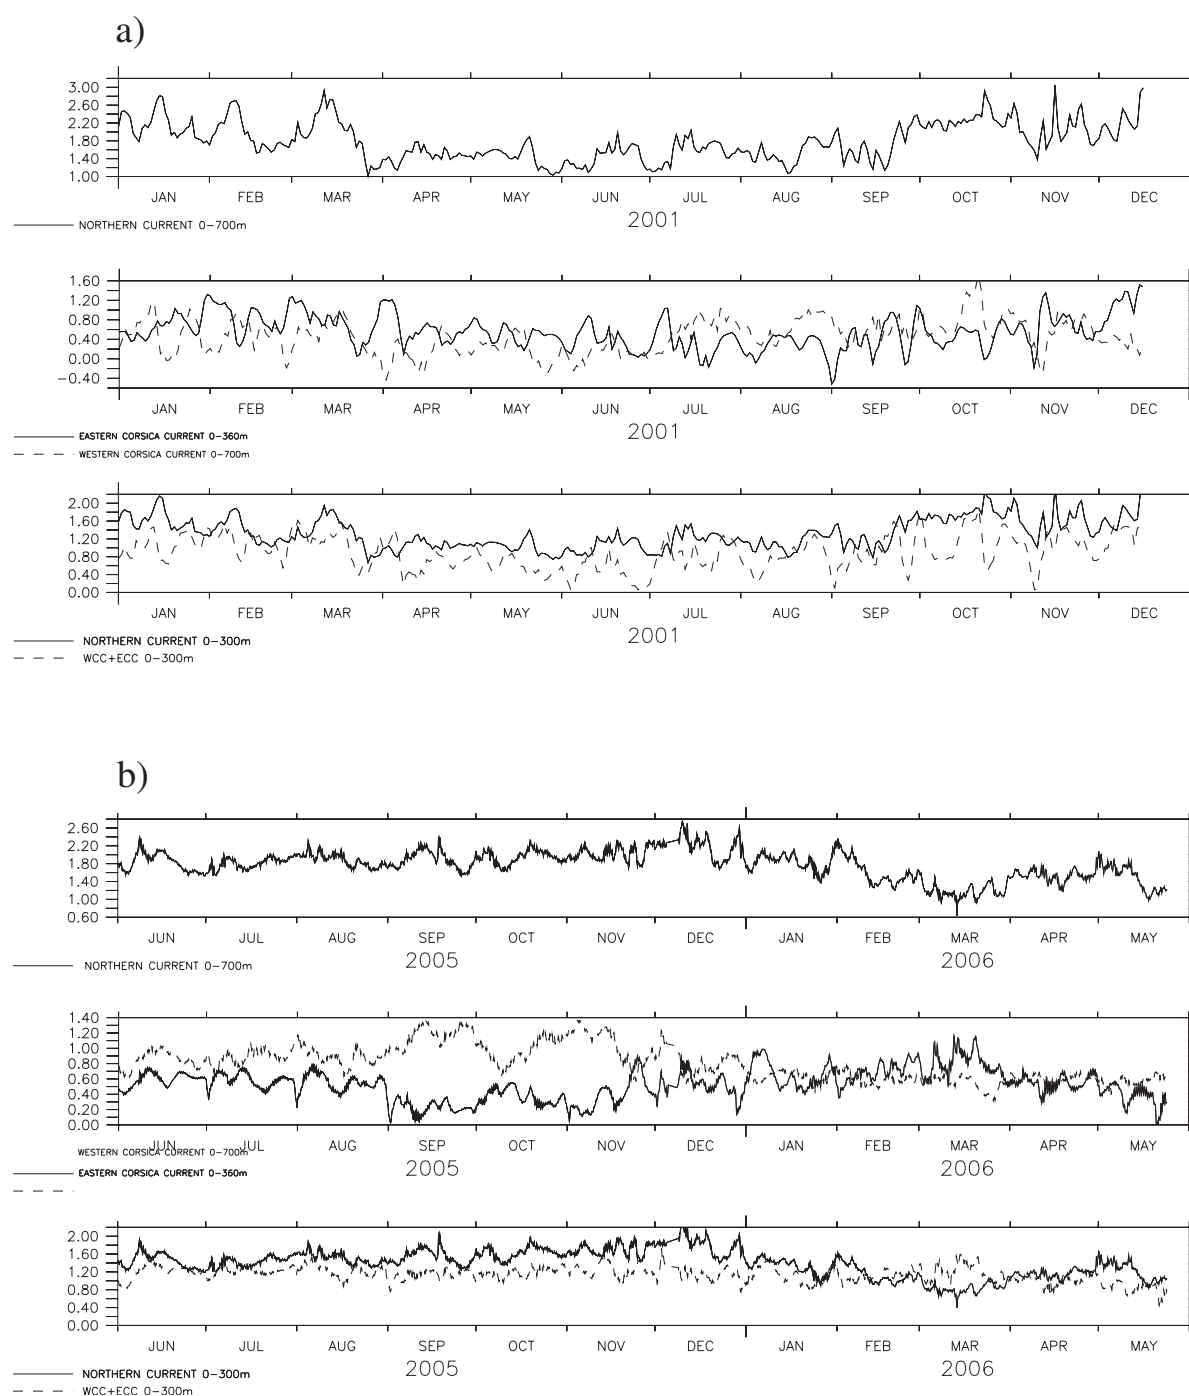 a)
3.00
2.60
2.20
1.80
1.40
1.00
JAN FEB MAR APR MAY JUN JUL AUG SEP OCT NOV DEC
2001
NORTHERN CURRENT 0-700m
1.60
1.20
0.80
0.40
0.00
-0.40
JAN FEB MAR APR MAY JUN JUL AUG SEP OCT NOV DEC
2001
EASTERN CORSICA CURRENT 0-360m
WESTERN CORSICA CURRENT 0-700m
2.00
1.60
1.20
0.80
0.40
0.00
JAN FEB MAR APR MAY JUN JUL AUG SEP OCT NOV DEC
2001
NORTHERN CURRENT 0-300m
WCC+ECC 0-300m
b)
2.60
2.20
1.80
1.40
1.00
0.60
JUN JUL AUG SEP OCT NOV DEC JAN FEB MAR APR MAY
2005 2006
NORTHERN CURRENT 0-700m
1.40
1.20
1.00
0.80
0.60
0.40
0.20
0.00
JUN JUL AUG SEP OCT NOV DEC JAN FEB MAR APR MAY
WESTERN CORSICA CURRENT 0-700m
2005 2006
EASTERN CORSICA CURRENT 0-360m
2.00
1.60
1.20
0.80
0.40
0.00
JUN JUL AUG SEP OCT NOV DEC JAN FEB MAR APR MAY
2005 2006
NORTHERN CURRENT 0-300m
WCC+ECC 0-300m